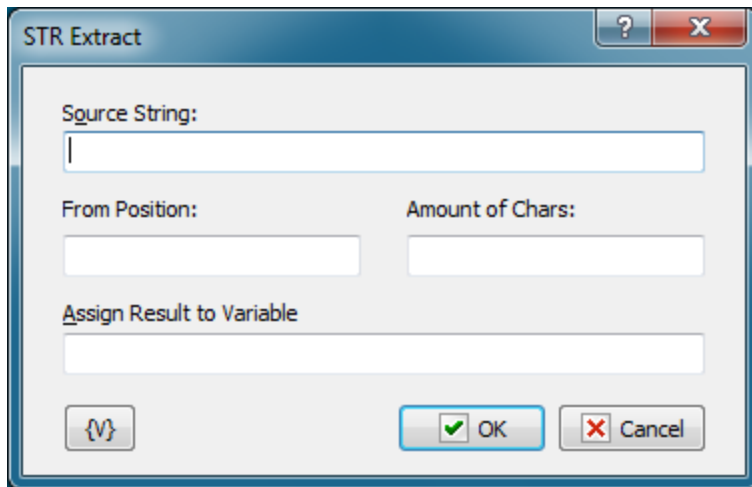 STR Extract
?
Source String:
From Position: Amount of Chars:
Assign Result to Variable
{V} OK Cancel